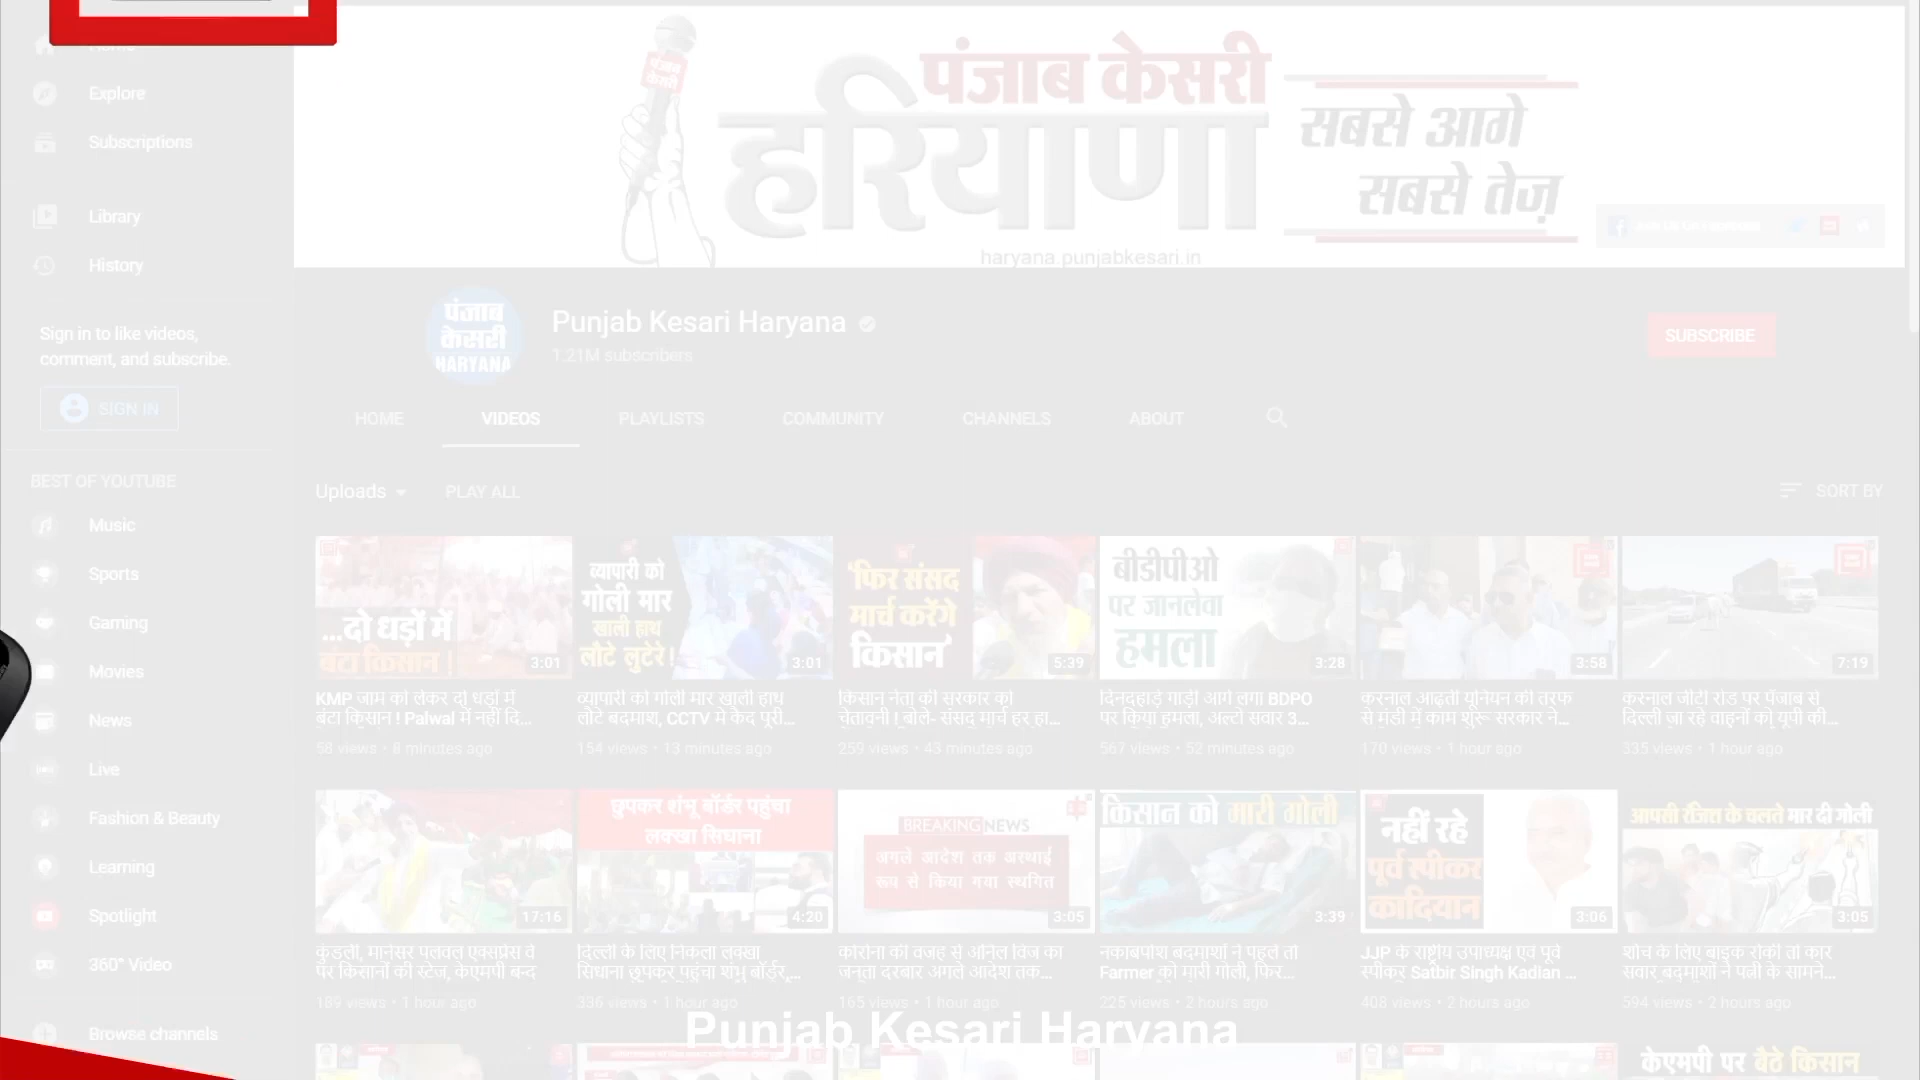 Home
Explore
Subscriptions
Library
History
Sign in to like videos,
comment, and subscribe.
SIGN IN
BEST OF YOUTUBE
Music
Sports
Gaming
Movies
News
Live
Fashion & Beauty
Learning
Spotlight
360° Video
Browse channels
पंजाब केसरी
पंजाब केसरी
हरियाणा
सबसे आगे
सबसे तेज़
haryana.punjabkesari.in
पंजाब
केसरी
HARYANA
Punjab Kesari Haryana
1.21M subscribers
SUBSCRIBE
HOME VIDEOS PLAYLISTS COMMUNITY CHANNELS ABOUT
Uploads PLAY ALL SORT BY
...दो धड़ों में
बंटा किसान !
3:01
KMP जाम को लेकर दो धड़ों में
बंटा किसान ! Palwal में नहीं दि...
58 views • 8 minutes ago
व्यापारी को
गोली मार
खाली हाथ
लौटे लुटेरे !
3:01
व्यापारी को गोली मार खाली हाथ
लौटे बदमाश, CCTV में कैद पूरी...
154 views • 13 minutes ago
'फिर संसद
मार्च करेंगे
किसान'
5:39
किसान नेता की सरकार को
चेतावनी ! बोले- संसद मार्च हर हा...
259 views • 43 minutes ago
बीडीपीओ
पर जानलेवा
हमला
3:28
दिनदहाड़े गाड़ी आगे लगा BDPO
पर किया हमला, अल्टो सवार 3...
567 views • 52 minutes ago
3:58
करनाल आढ़ती यूनियन की तरफ
से मंडी में काम शुरू सरकार ने...
170 views • 1 hour ago
7:19
करनाल जीटी रोड पर पंजाब से
दिल्ली जा रहे वाहनों को यूपी की...
335 views • 1 hour ago
17:16
कुंडली, मानेसर पलवल एक्सप्रेस वे
पर किसानों की स्टेज, केएमपी बन्द
189 views • 1 hour ago
छुपकर शंभू बॉर्डर पहुंचा
लक्खा सिधाना
4:20
दिल्ली के लिए निकला लक्खा
सिधाना छुपकर पहुंचा शंभू बॉर्डर,...
336 views • 1 hour ago
BREAKING NEWS
अगले आदेश तक अस्थाई
रूप से किया गया स्थगित
3:05
कोरोना की वजह से अनिल विज का
जनता दरबार अगले आदेश तक...
165 views • 1 hour ago
किसान को मारी गोली
3:39
नकाबपोश बदमाशों ने पहले तो
Farmer को मारी गोली, फिर...
225 views • 2 hours ago
नहीं रहे
पूर्व स्पीकर
कादियान
3:06
JJP के राष्ट्रीय उपाध्यक्ष एवं पूर्व
स्पीकर Satbir Singh Kadian ...
408 views • 2 hours ago
आपसी रंजिश के चलते मार दी गोली
3:05
शौच के लिए बाइक रोकी तो कार
सवार बदमाशों ने पत्नी के सामने...
594 views • 2 hours ago
केएमपी पर बैठे किसान
Punjab Kesari Haryana